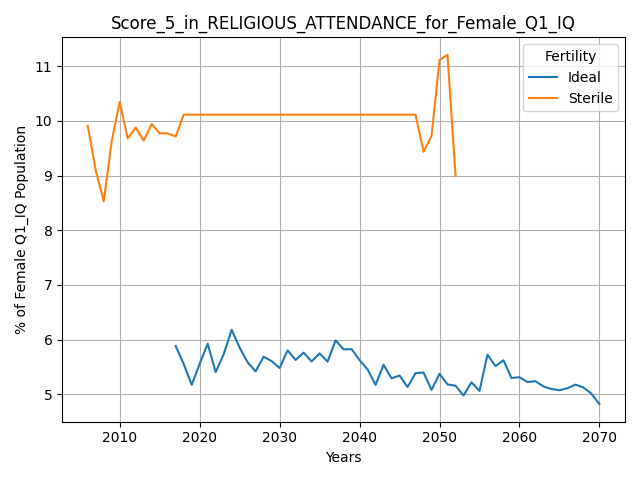 Score_5_in_RELIGIOUS_ATTENDANCE_for_Female_Q1_IQ
Fertility
Ideal
Sterile
% of Female Q1_IQ Population
11
10
9
8
7
6
5
2010 2020 2030 2040 2050 2060 2070
Years